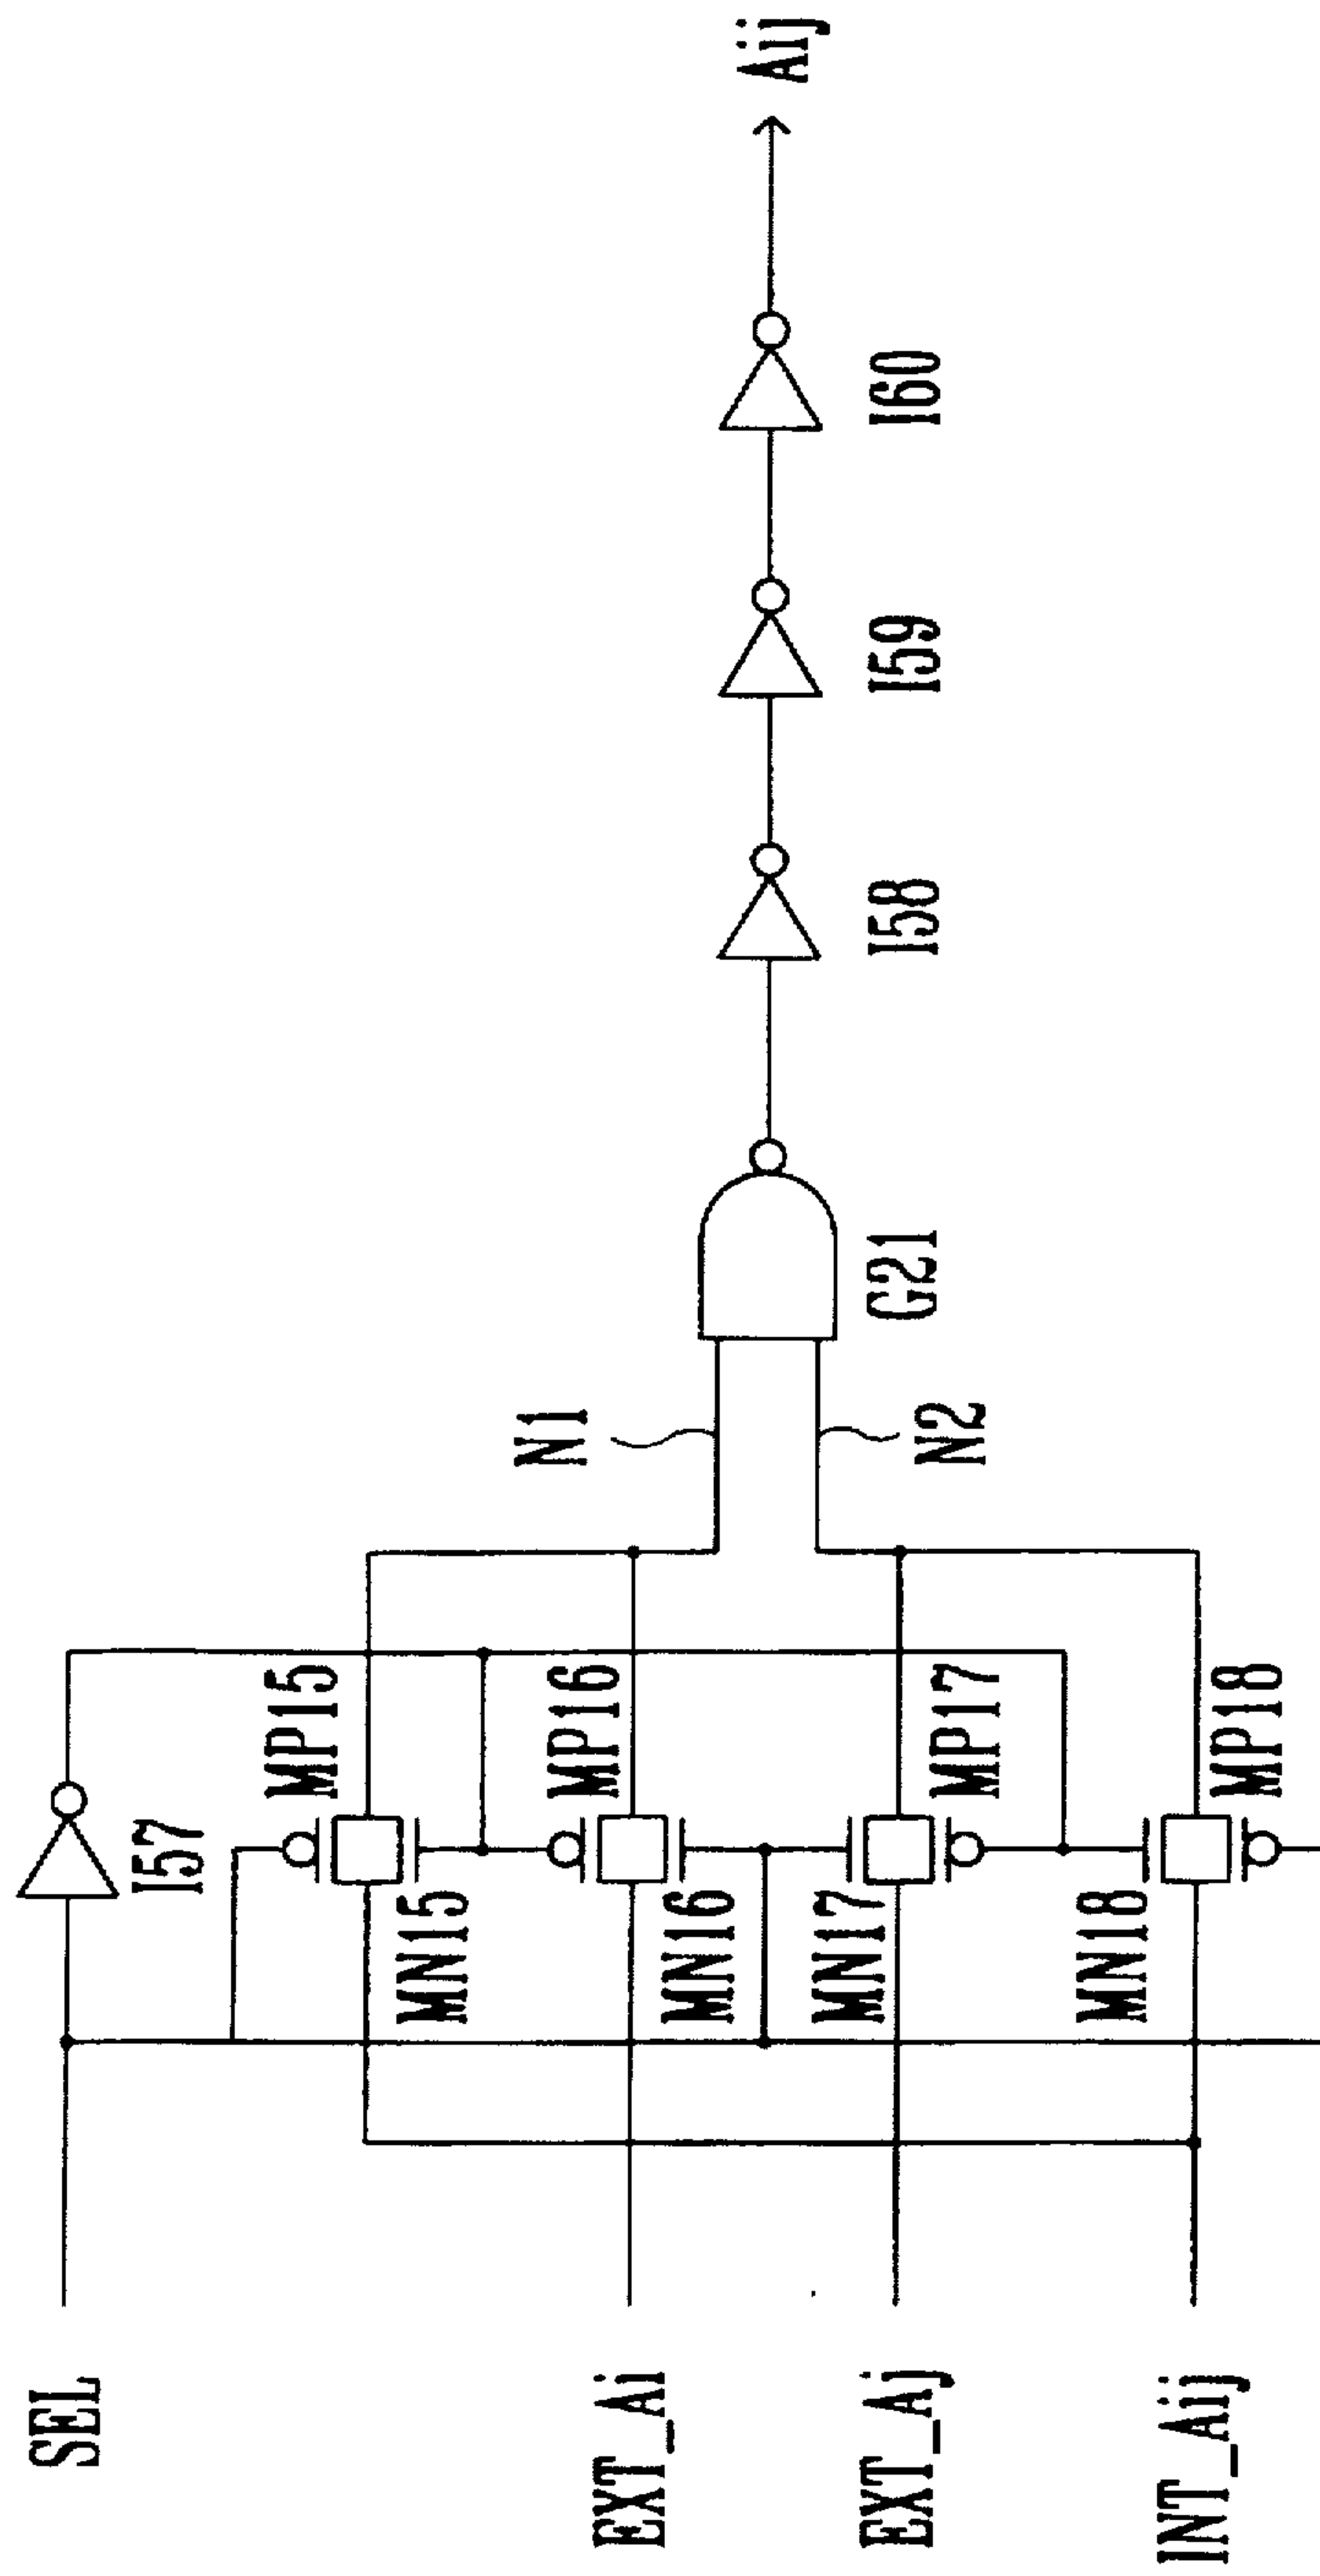 SEL
I57
MP15
MN15
MP16
MN16
MN17
MP17
MN18
MP18
EXT_Ai
EXT_Aj
INT_Aij
N1
N2
G21
I58
I59
I60
Aij